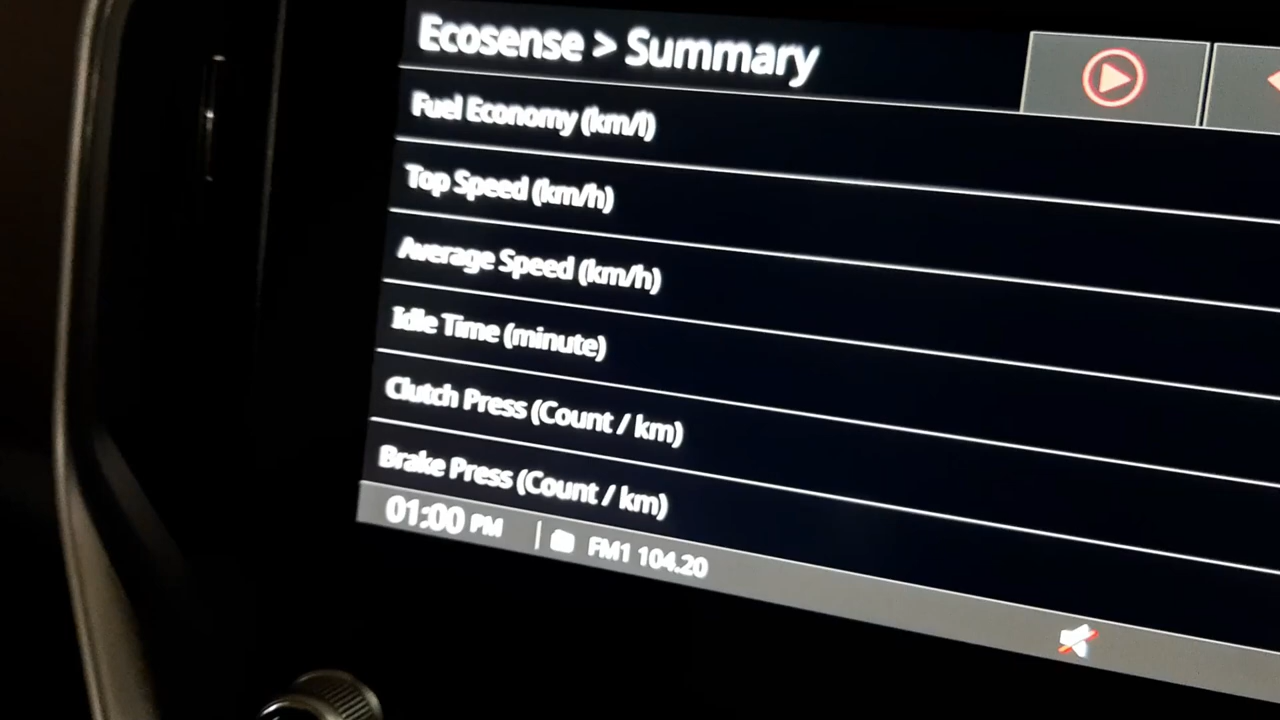 Ecosense > Summary
Fuel Economy (km/l)
Top Speed (km/h)
Average Speed (km/h)
Idle Time (minute)
Clutch Press (Count / km)
Brake Press (Count / km)
01:00 PM | FM1 104.20